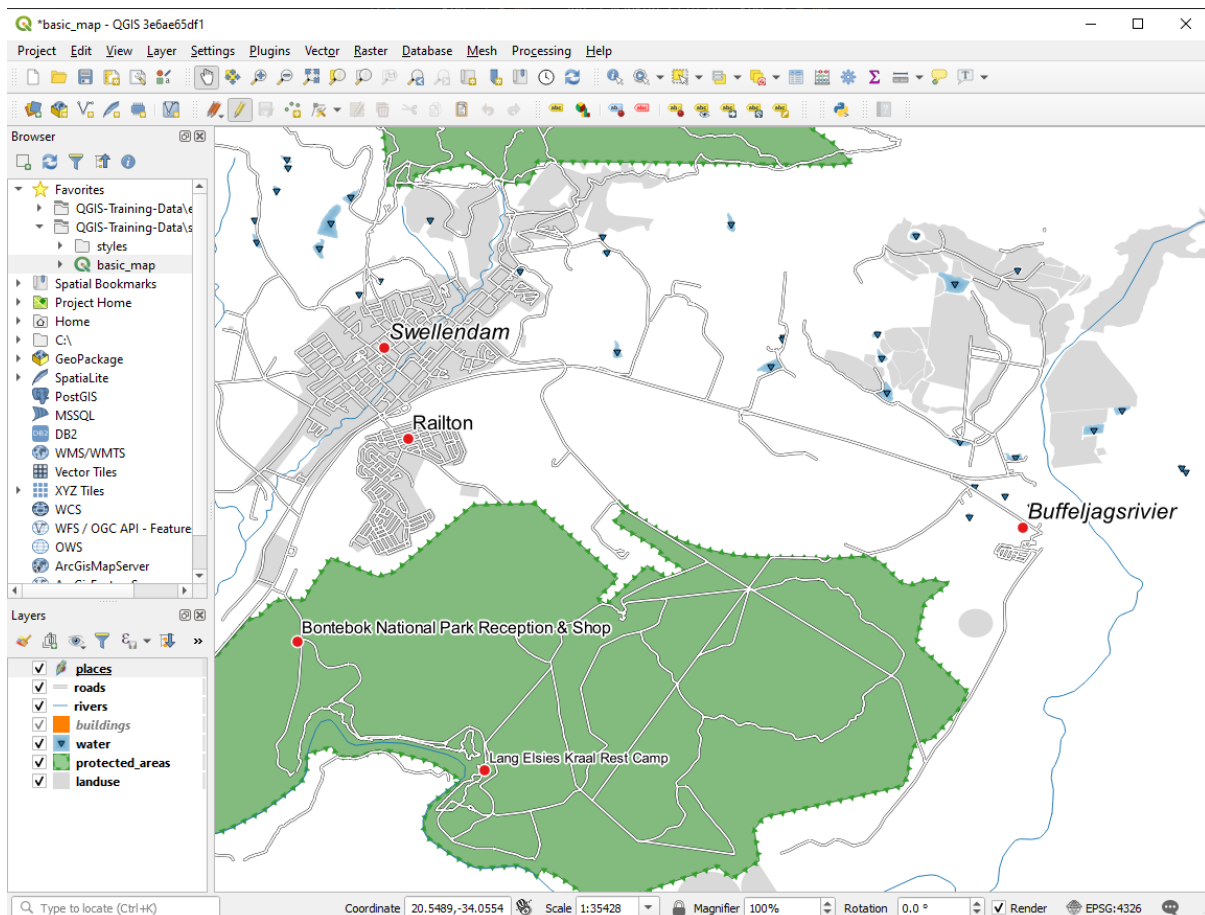 *basic_map - QGIS 3e6ae65df1
Project Edit View Layer Settings Plugins Vector Raster Database Mesh Processing Help
Browser
Favorites
QGIS-Training-Data\e
QGIS-Training-Data\s
styles
basic_map
Spatial Bookmarks
Project Home
Home
C:\
GeoPackage
SpatiaLite
PostGIS
MSSQL
DB2
WMS/WMTS
Vector Tiles
XYZ Tiles
WCS
WFS / OGC API - Feature
OWS
ArcGisMapServer
Layers
places
roads
rivers
buildings
water
protected_areas
landuse
Swellendam
Railton
Buffeljagsrivier
Bontebok National Park Reception & Shop
Lang Elsies Kraal Rest Camp
Type to locate (Ctrl+K) Coordinate 20.5489,-34.0554 Scale 1:35428 Magnifier 100% Rotation 0.0 ° Render EPSG:4326